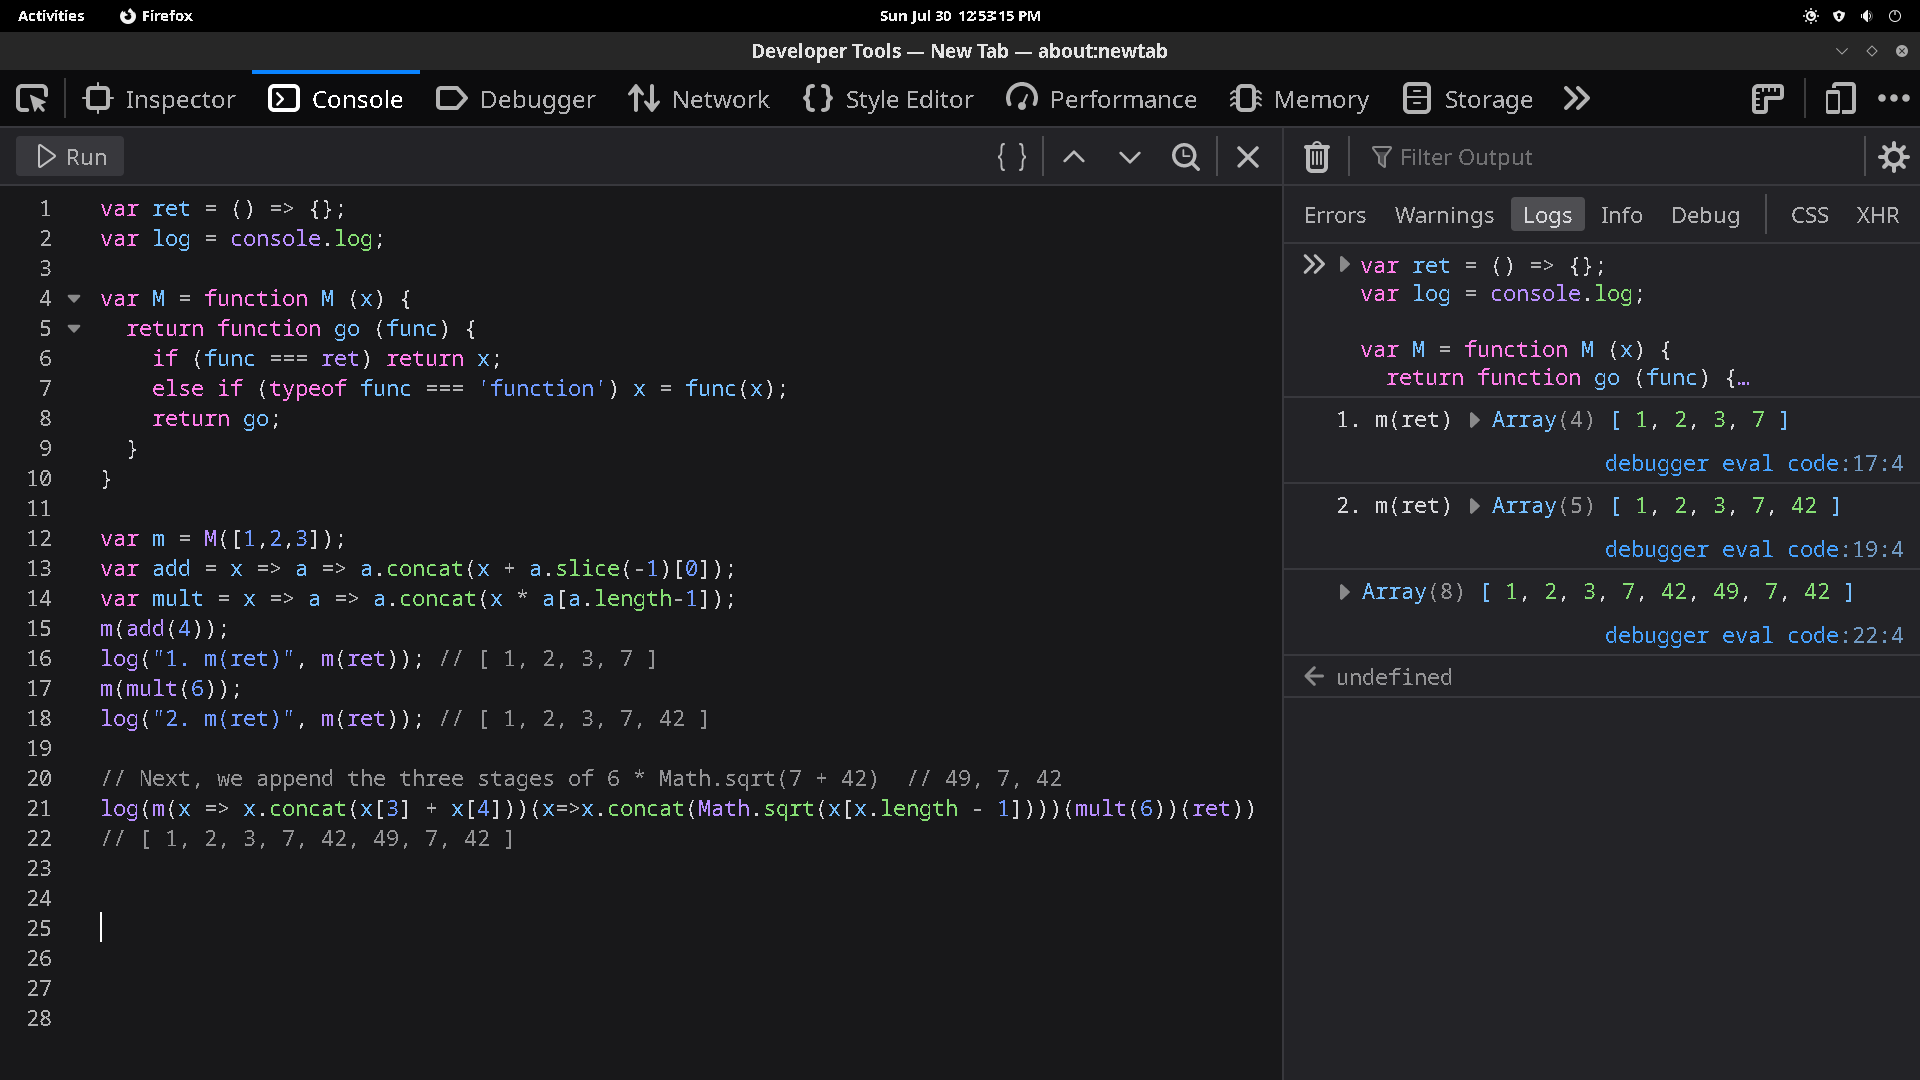 Activities Firefox Sun Jul 30 12:53:15 PM
Developer Tools — New Tab — about:newtab
Inspector Console Debugger Network Style Editor Performance Memory Storage
Run
1 var ret = () => {};
2 var log = console.log;
3
4 var M = function M (x) {
5   return function go (func) {
6     if (func === ret) return x;
7     else if (typeof func === 'function') x = func(x);
8     return go;
9   }
10 }
11
12 var m = M([1,2,3]);
13 var add = x => a => a.concat(x + a.slice(-1)[0]);
14 var mult = x => a => a.concat(x * a[a.length-1]);
15 m(add(4));
16 log("1. m(ret)", m(ret)); // [ 1, 2, 3, 7 ]
17 m(mult(6));
18 log("2. m(ret)", m(ret)); // [ 1, 2, 3, 7, 42 ]
19
20 // Next, we append the three stages of 6 * Math.sqrt(7 + 42)  // 49, 7, 42
21 log(m(x => x.concat(x[3] + x[4]))(x=>x.concat(Math.sqrt(x[x.length - 1])))(mult(6))(ret))
22 // [ 1, 2, 3, 7, 42, 49, 7, 42 ]
23
24
25
26
27
28
Filter Output
Errors Warnings Logs Info Debug CSS XHR
var ret = () => {};
var log = console.log;
var M = function M (x) {
  return function go (func) {…
1. m(ret) Array(4) [ 1, 2, 3, 7 ]
debugger eval code:17:4
2. m(ret) Array(5) [ 1, 2, 3, 7, 42 ]
debugger eval code:19:4
Array(8) [ 1, 2, 3, 7, 42, 49, 7, 42 ]
debugger eval code:22:4
undefined